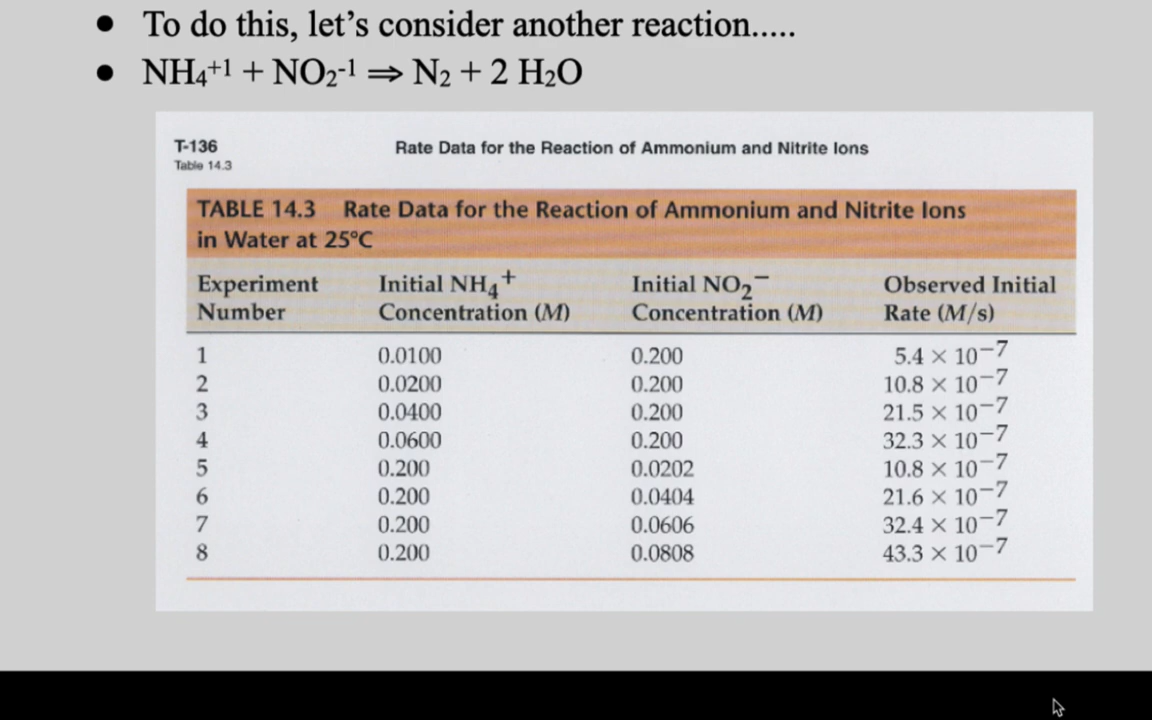 • To do this, let's consider another reaction.....
• NH₄⁺¹ + NO₂⁻¹ ⇒ N₂ + 2 H₂O
T-136 Rate Data for the Reaction of Ammonium and Nitrite Ions
Table 14.3
TABLE 14.3 Rate Data for the Reaction of Ammonium and Nitrite Ions
in Water at 25°C
Experiment Initial NH₄⁺ Initial NO₂⁻ Observed Initial
Number Concentration (M) Concentration (M) Rate (M/s)
1 0.0100 0.200 5.4 × 10⁻⁷
2 0.0200 0.200 10.8 × 10⁻⁷
3 0.0400 0.200 21.5 × 10⁻⁷
4 0.0600 0.200 32.3 × 10⁻⁷
5 0.200 0.0202 10.8 × 10⁻⁷
6 0.200 0.0404 21.6 × 10⁻⁷
7 0.200 0.0606 32.4 × 10⁻⁷
8 0.200 0.0808 43.3 × 10⁻⁷